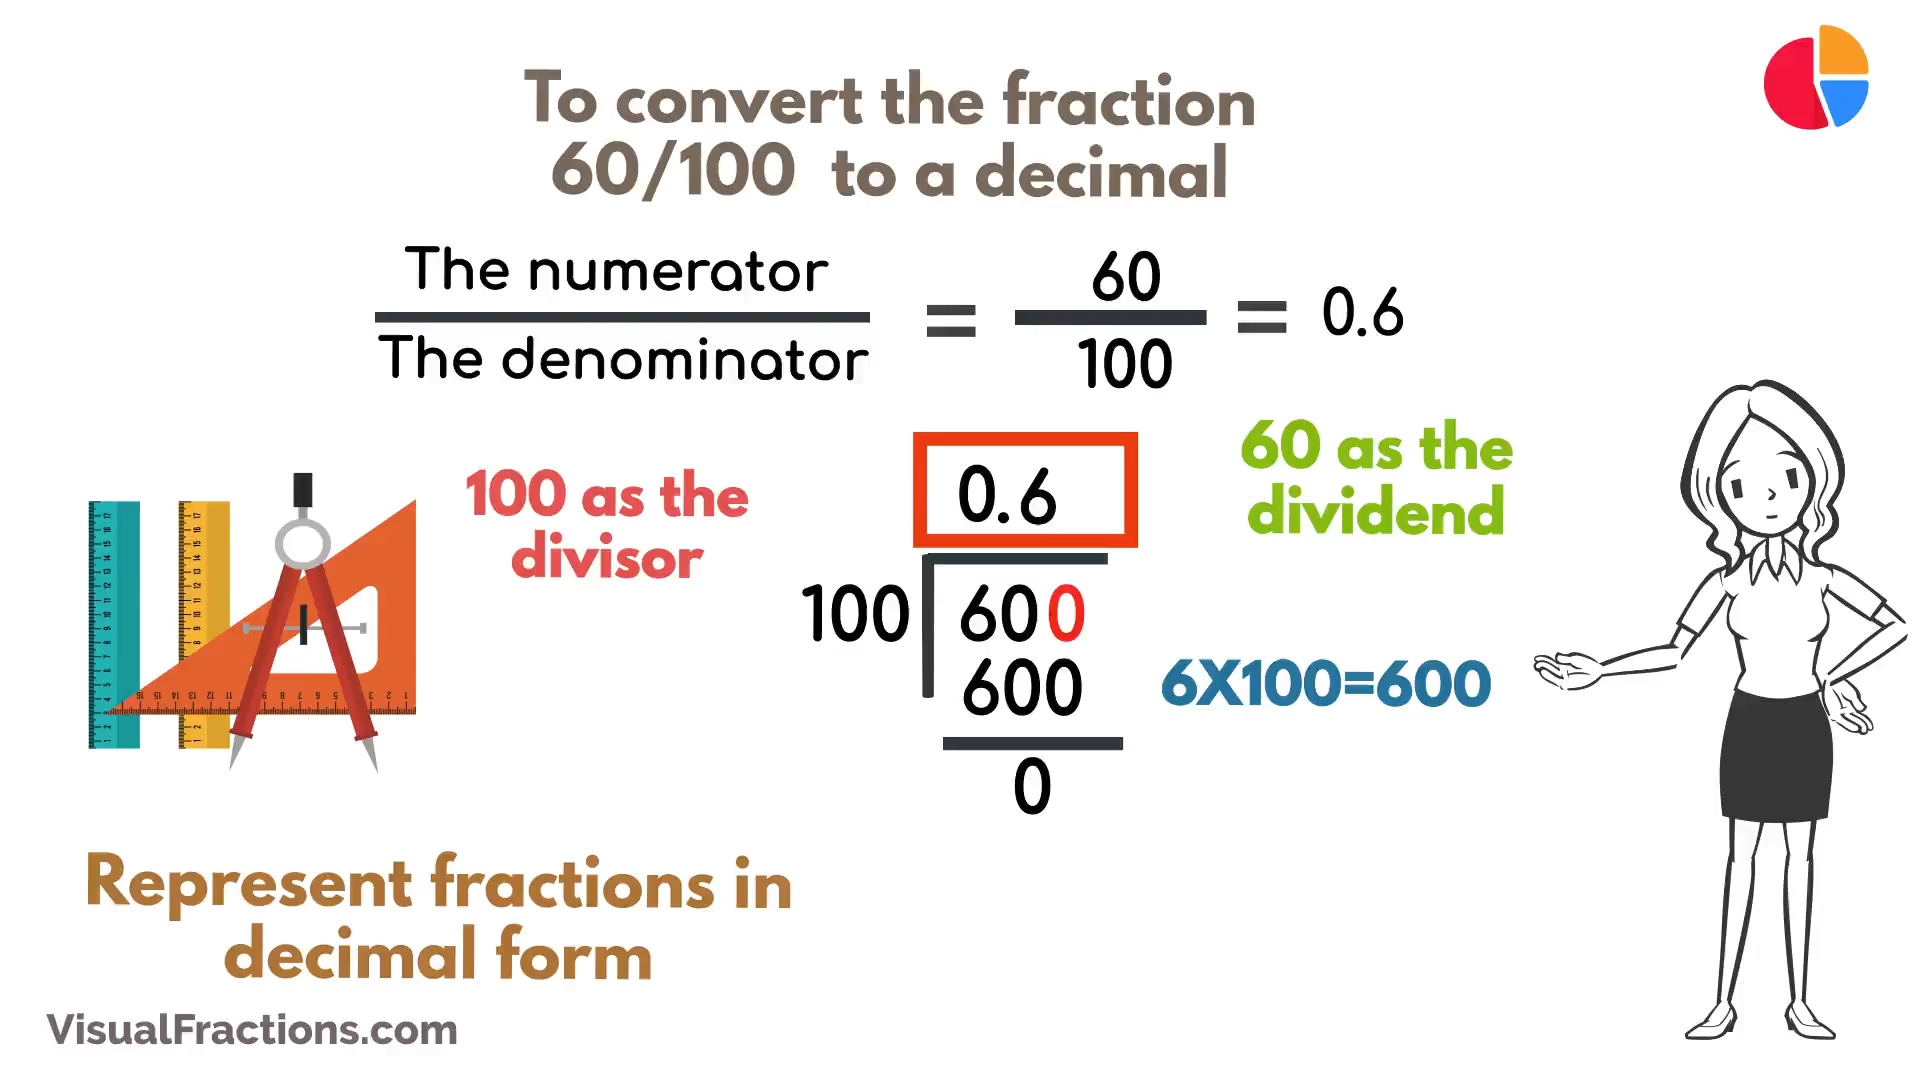 To convert the fraction
60/100 to a decimal
The numerator
The denominator
=
60
100
= 0.6
100 as the
divisor
0.6
60 as the
dividend
100
600
600
6X100=600
0
Represent fractions in
decimal form
VisualFractions.com